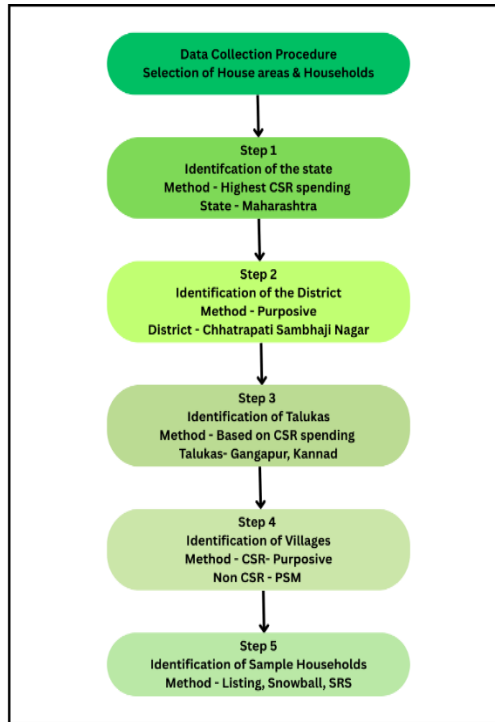 Data Collection Procedure
Selection of House areas & Households
Step 1
Identifcation of the state
Method - Highest CSR spending
State - Maharashtra
Step 2
Identification of the District
Method - Purposive
District - Chhatrapati Sambhaji Nagar
Step 3
Identification of Talukas
Method - Based on CSR spending
Talukas- Gangapur, Kannad
Step 4
Identification of Villages
Method - CSR- Purposive
Non CSR - PSM
Step 5
Identification of Sample Households
Method - Listing, Snowball, SRS